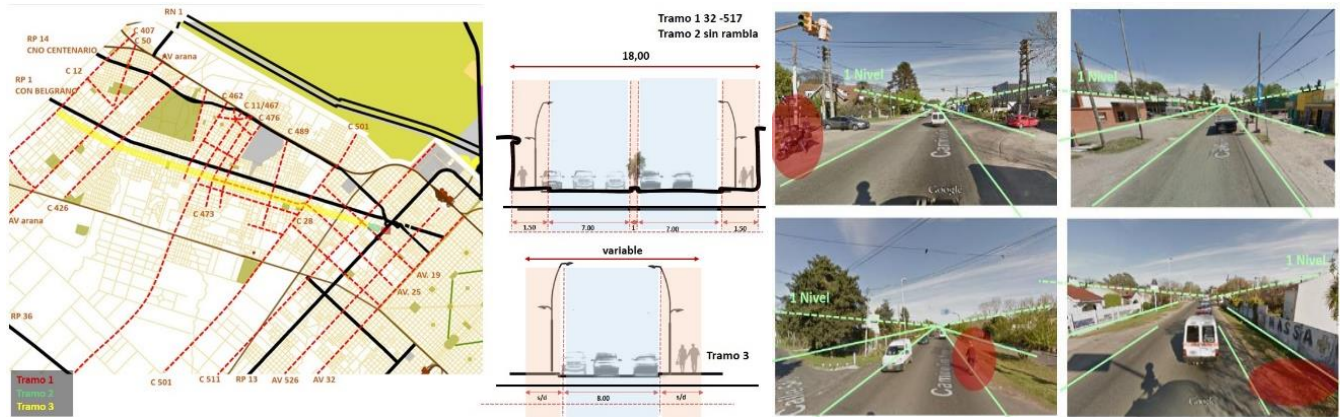 RN 1
C 407
C 50
RP 14
CNO CENTENARIO
AV arana
C 12
RP 1
CON BELGRANO
C 462
C 11/467
C 476
C 489
C 501
C 426
AV arana
C 473
C 28
AV. 19
AV. 25
RP 36
C 501
C 511
RP 13
AV 526
AV 32
Tramo 1
Tramo 2
Tramo 3
Tramo 1 32 -517
Tramo 2 sin rambla
18,00
1.50
7.00
1
7.00
1.50
variable
Tramo 3
s/d
8.00
s/d
1 Nivel
Google
1 Nivel
Google
1 Nivel
1 Nivel
MASSA